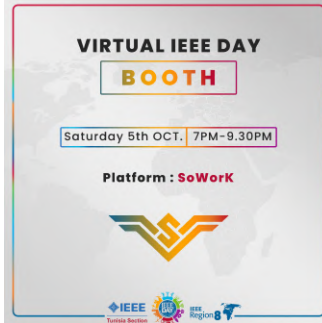 VIRTUAL IEEE DAY
BOOTH
Saturday 5th OCT. 7PM-9.30PM
Platform : SoWorK
IEEE
Tunisia Section
IEEE
Region 8